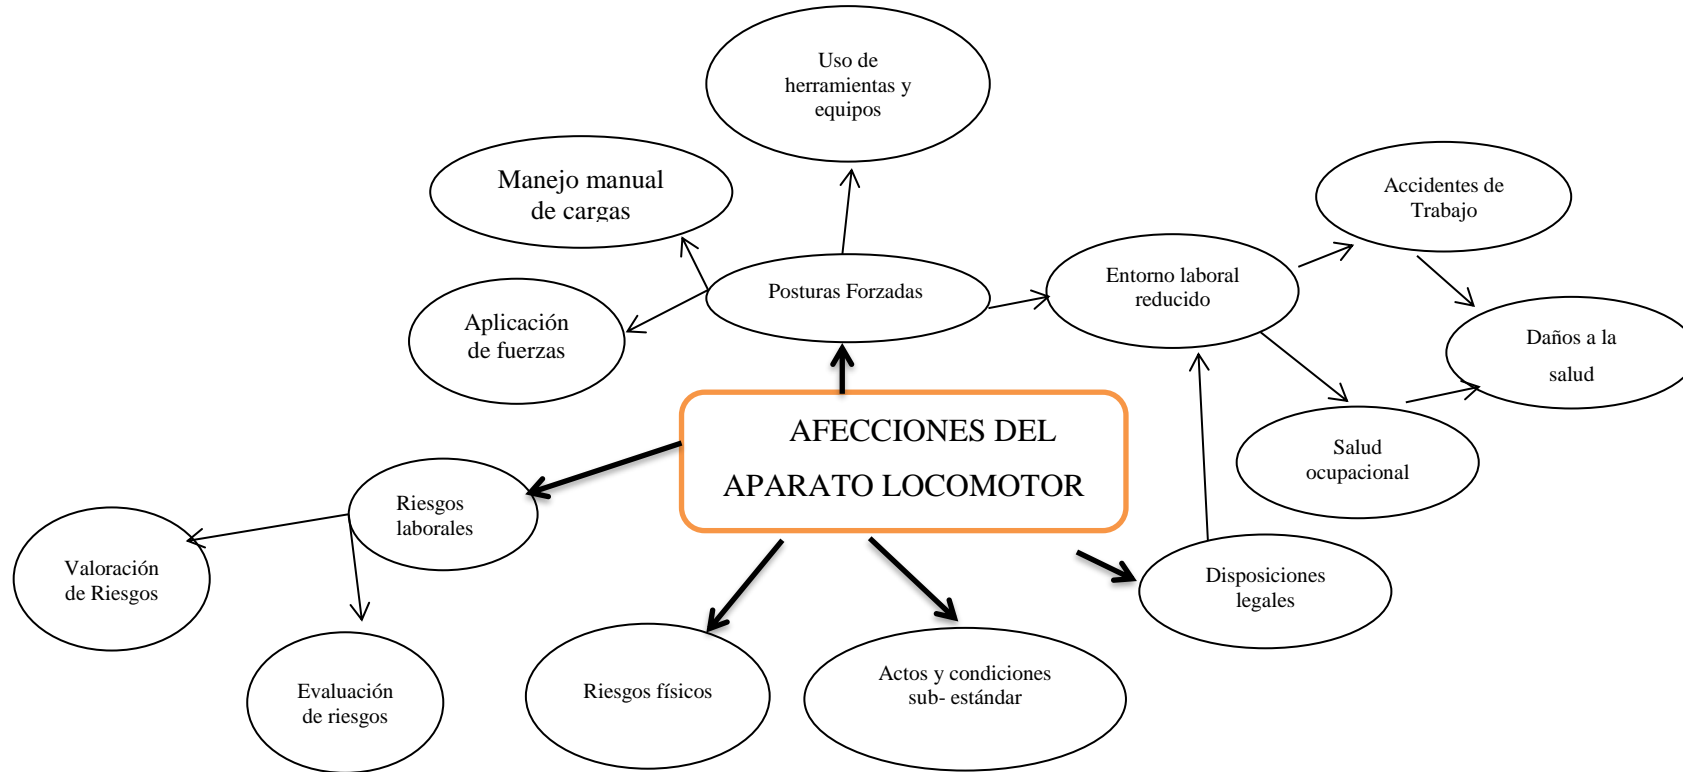 Uso de
herramientas y
equipos
Manejo manual
de cargas
Accidentes de
Trabajo
Posturas Forzadas
Entorno laboral
reducido
Aplicación
de fuerzas
Daños a la
salud
AFECCIONES DEL
APARATO LOCOMOTOR
Salud
ocupacional
Riesgos
laborales
Valoración
de Riesgos
Disposiciones
legales
Evaluación
de riesgos
Riesgos físicos
Actos y condiciones
sub- estándar